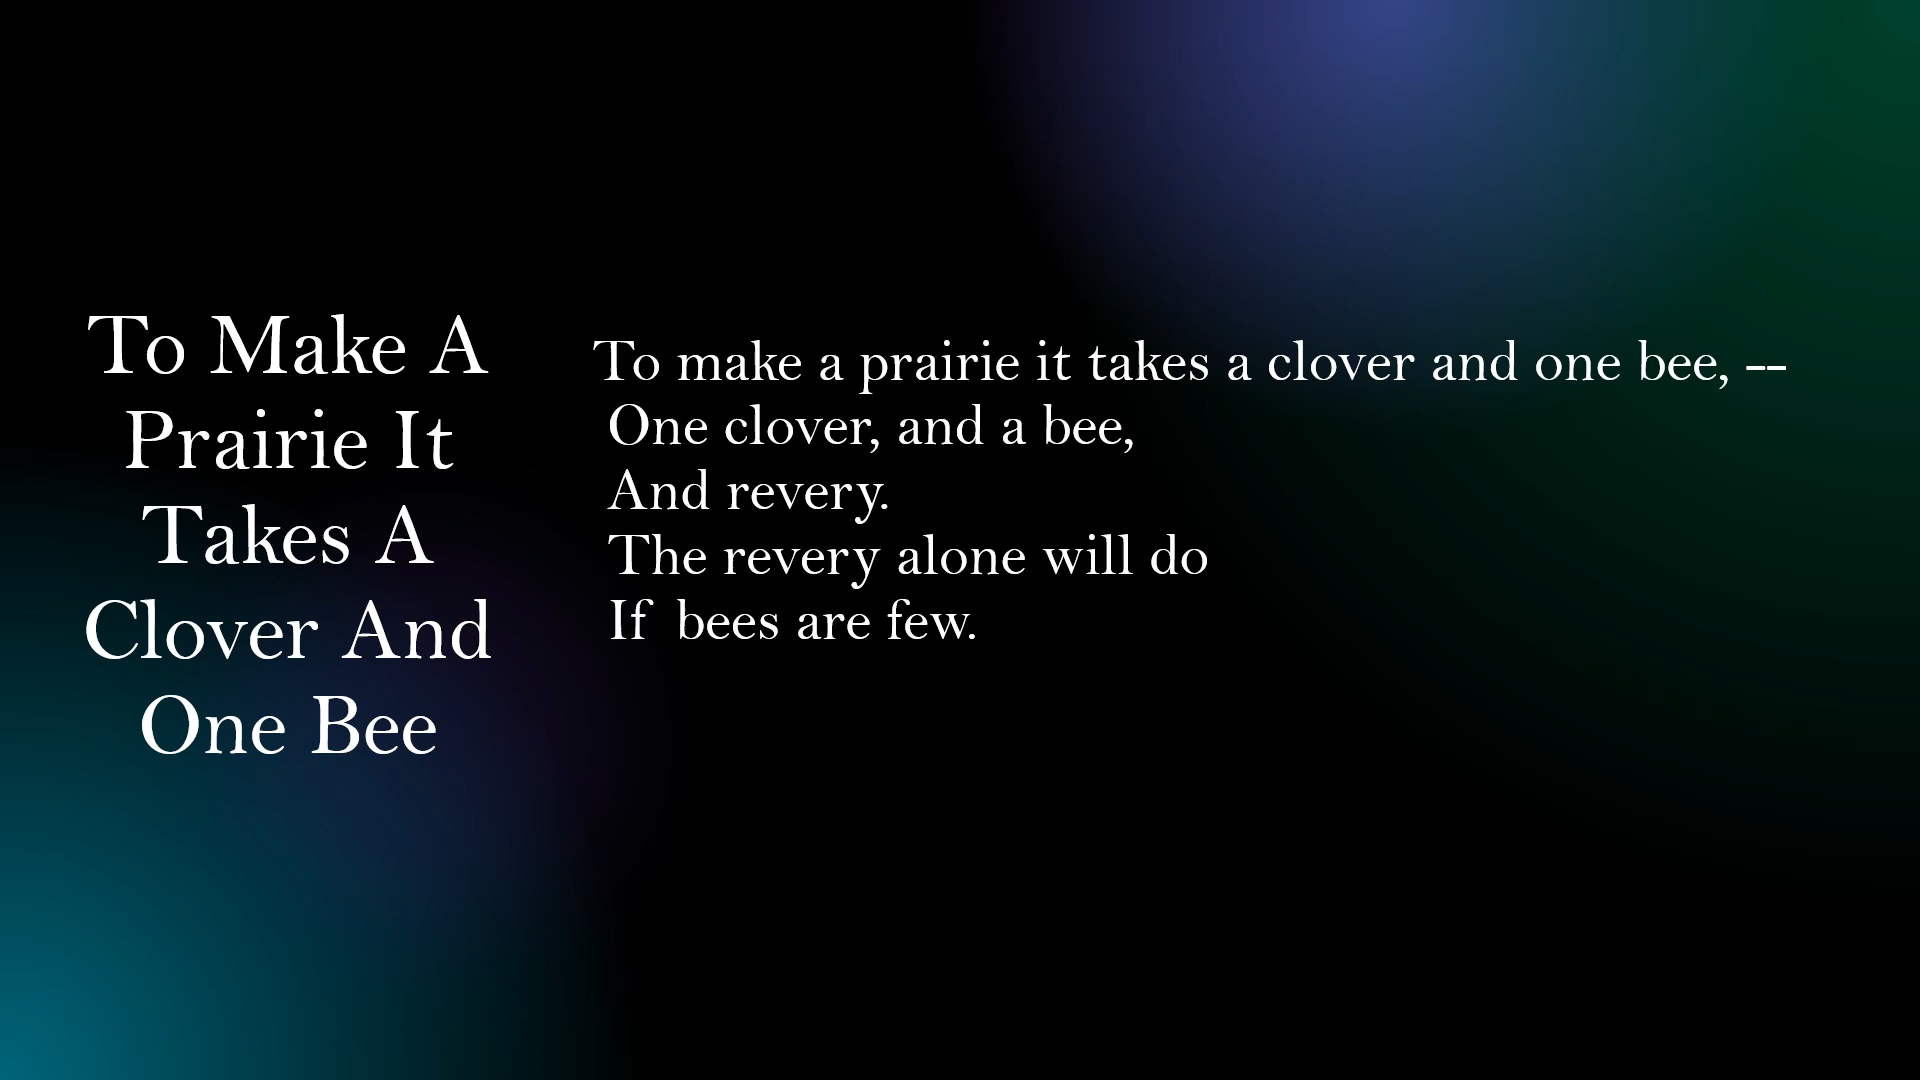 To Make A
Prairie It
Takes A
Clover And
One Bee
To make a prairie it takes a clover and one bee, --
One clover, and a bee,
And revery.
The revery alone will do
If  bees are few.